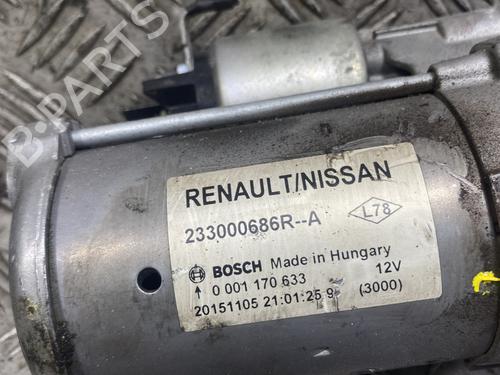 B-PARTS
RENAULT/NISSAN
233000686R--A
L78
BOSCH Made in Hungary
0 001 170 633 12V
20151105 21:01:25 9 (3000)